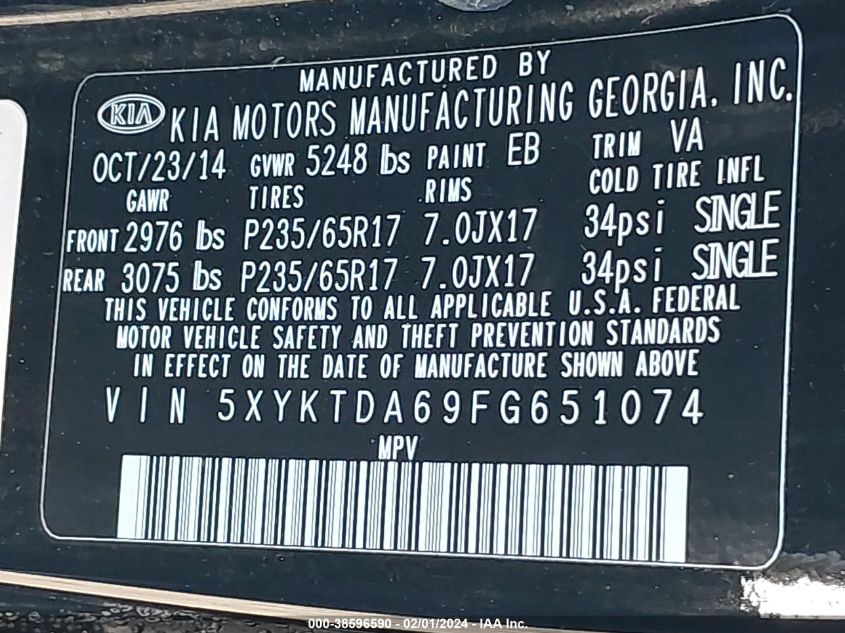 MANUFACTURED BY
KIA KIA MOTORS MANUFACTURING GEORGIA, INC.
OCT/23/14 GVWR 5248 lbs PAINT EB TRIM VA
GAWR TIRES RIMS COLD TIRE INFL
FRONT 2976 lbs P235/65R17 7.0JX17 34psi SINGLE
REAR 3075 lbs P235/65R17 7.0JX17 34psi SINGLE
THIS VEHICLE CONFORMS TO ALL APPLICABLE U.S.A. FEDERAL
MOTOR VEHICLE SAFETY AND THEFT PREVENTION STANDARDS
IN EFFECT ON THE DATE OF MANUFACTURE SHOWN ABOVE
VIN 5XYKTDA69FG651074
MPV
000-38596590 - 02/01/2024 - IAA Inc.